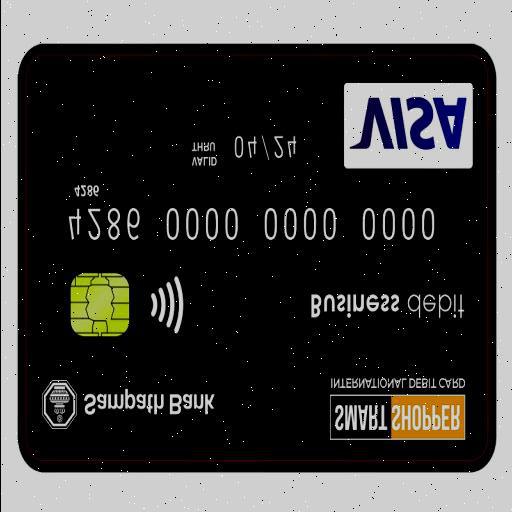 Sampath Bank
SMART SHOPPER
INTERNATIONAL DEBIT CARD
Business debit
4286 0000 0000 0000
4286
VALID THRU 04/24
VISA